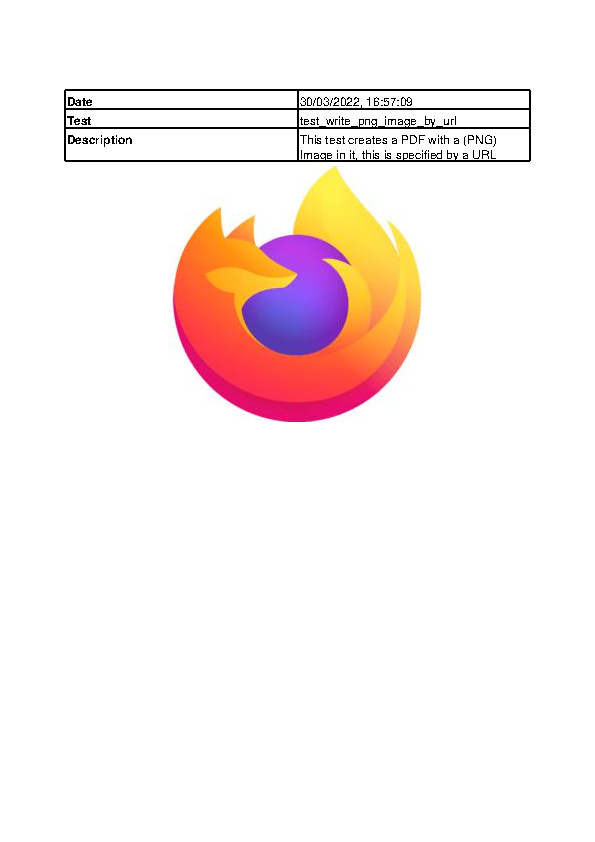 Date 30/03/2022, 16:57:09
Test test_write_png_image_by_url
Description This test creates a PDF with a (PNG)
Image in it, this is specified by a URL